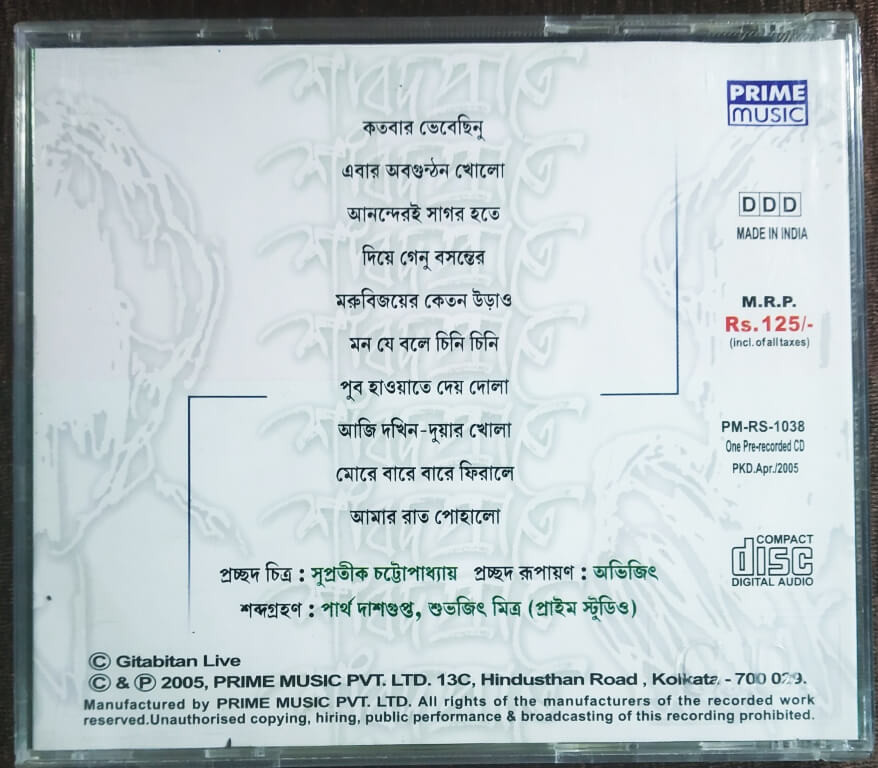 কতবার ভেবেছিনু
এবার অবগুন্ঠন খোলো
আনন্দেরই সাগর হতে
দিয়ে গেনু বসন্তের
মরুবিজয়ের কেতন উড়াও
মন যে বলে চিনি চিনি
পুব হাওয়াতে দেয় দোলা
আজি দখিন-দুয়ার খোলা
মোরে বারে বারে ফিরালে
আমার রাত পোহালো
প্রচ্ছদ চিত্র : সুপ্রতীক চট্টোপাধ্যায় প্রচ্ছদ রূপায়ণ : অভিজিৎ
শব্দগ্রহণ : পার্থ দাশগুপ্ত, শুভজিৎ মিত্র (প্রাইম স্টুডিও)
PRIME
MUSIC
DDD
MADE IN INDIA
M.R.P.
Rs.125/-
(incl. of all taxes)
PM-RS-1038
One Pre-recorded CD
PKD.Apr./2005
COMPACT
disc
DIGITAL AUDIO
© Gitabitan Live
© & ℗ 2005, PRIME MUSIC PVT. LTD. 13C, Hindusthan Road , Kolkata - 700 029.
Manufactured by PRIME MUSIC PVT. LTD. All rights of the manufacturers of the recorded work
reserved.Unauthorised copying, hiring, public performance & broadcasting of this recording prohibited.